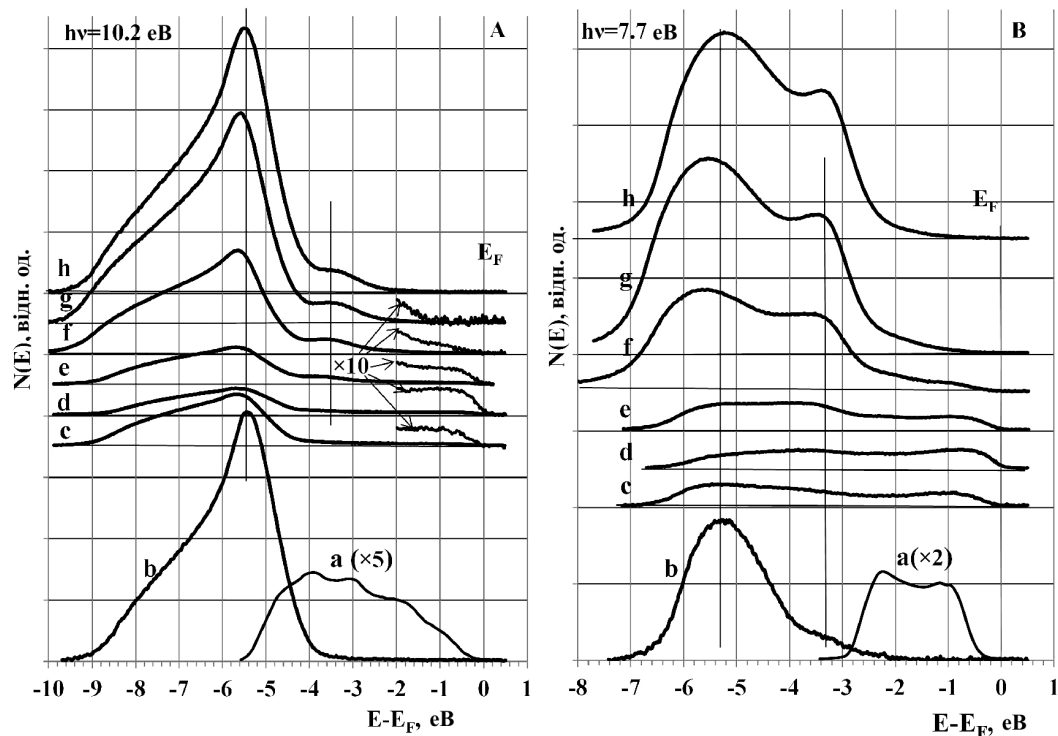 hν=10.2 еВ
A
E_F
h
g
f
×10
e
d
c
b
a (×5)
N(E), відн. од.
-10 -9 -8 -7 -6 -5 -4 -3 -2 -1 0 1
E-E_F, еВ
hν=7.7 еВ
B
h
E_F
g
f
e
d
c
b
a(×2)
N(E), відн. од.
-8 -7 -6 -5 -4 -3 -2 -1 0 1
E-E_F, еВ